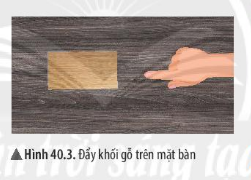 ▲Hình 40.3. Đẩy khối gỗ trên mặt bàn